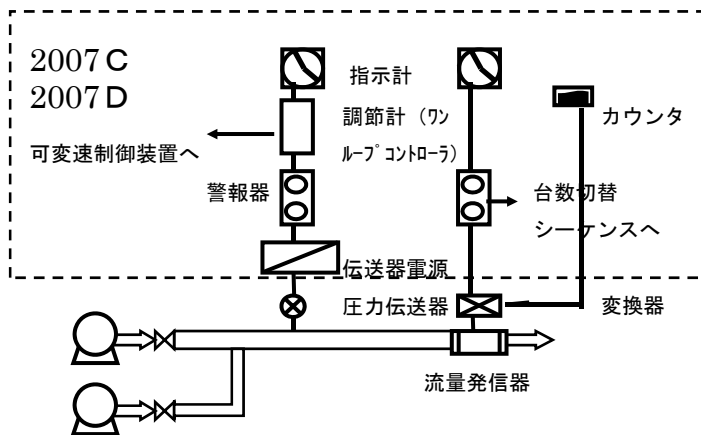 2007C
2007D
指示計
調節計（ﾜﾝ
ﾙｰﾌﾟｺﾝﾄﾛｰﾗ）
カウンタ
可変速制御装置へ
警報器
台数切替
シーケンスへ
伝送器電源
圧力伝送器
変換器
流量発信器